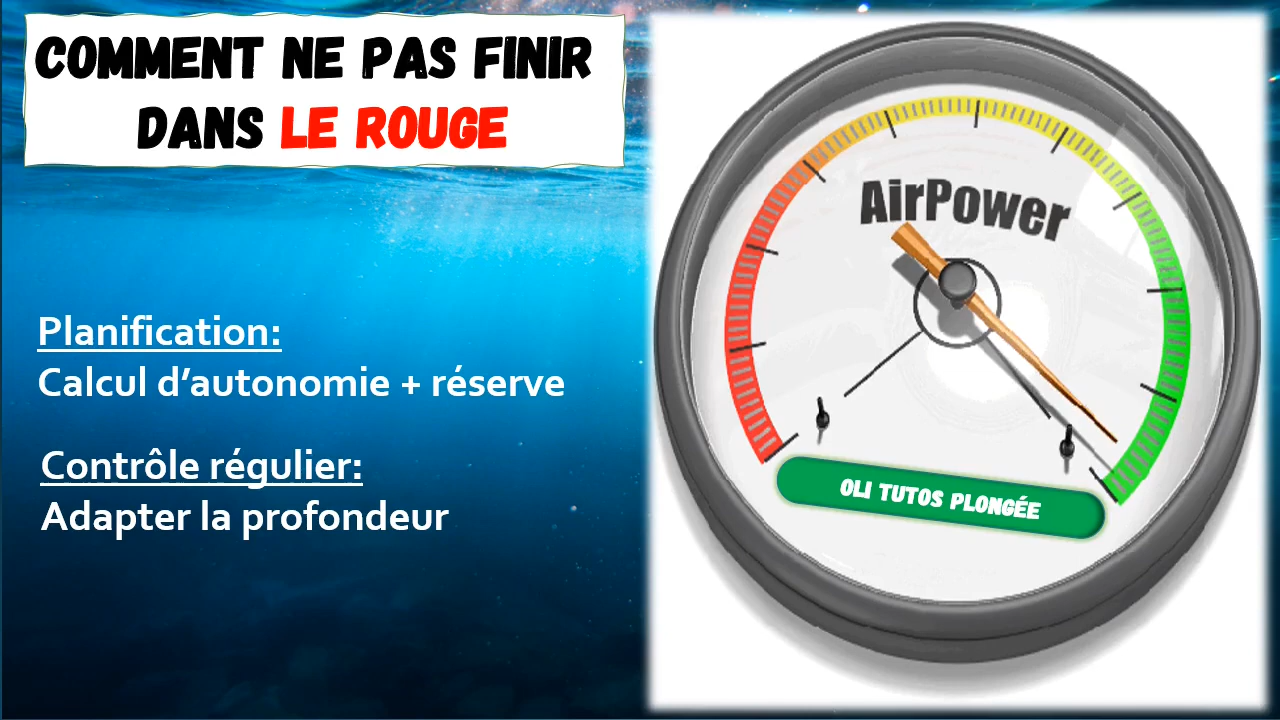 COMMENT NE PAS FINIR
DANS LE ROUGE
Planification:
Calcul d’autonomie + réserve
Contrôle régulier:
Adapter la profondeur
AirPower
OLI TUTOS PLONGÉE